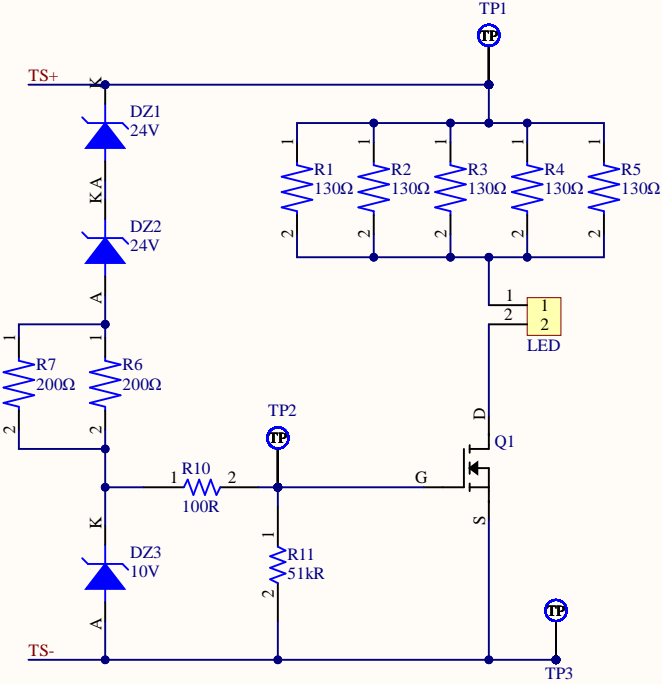 TP1
TP
TS+
K
DZ1
24V
K A
DZ2
24V
A
1
R1
130Ω
2
1
R2
130Ω
2
1
R3
130Ω
2
1
R4
130Ω
2
1
R5
130Ω
2
1
2
1
2
LED
1
R7
200Ω
2
1
R6
200Ω
2
TP2
TP
D
Q1
G
S
1
R10
2
100R
K
DZ3
10V
A
1
R11
51kR
2
TP
TS-
TP3